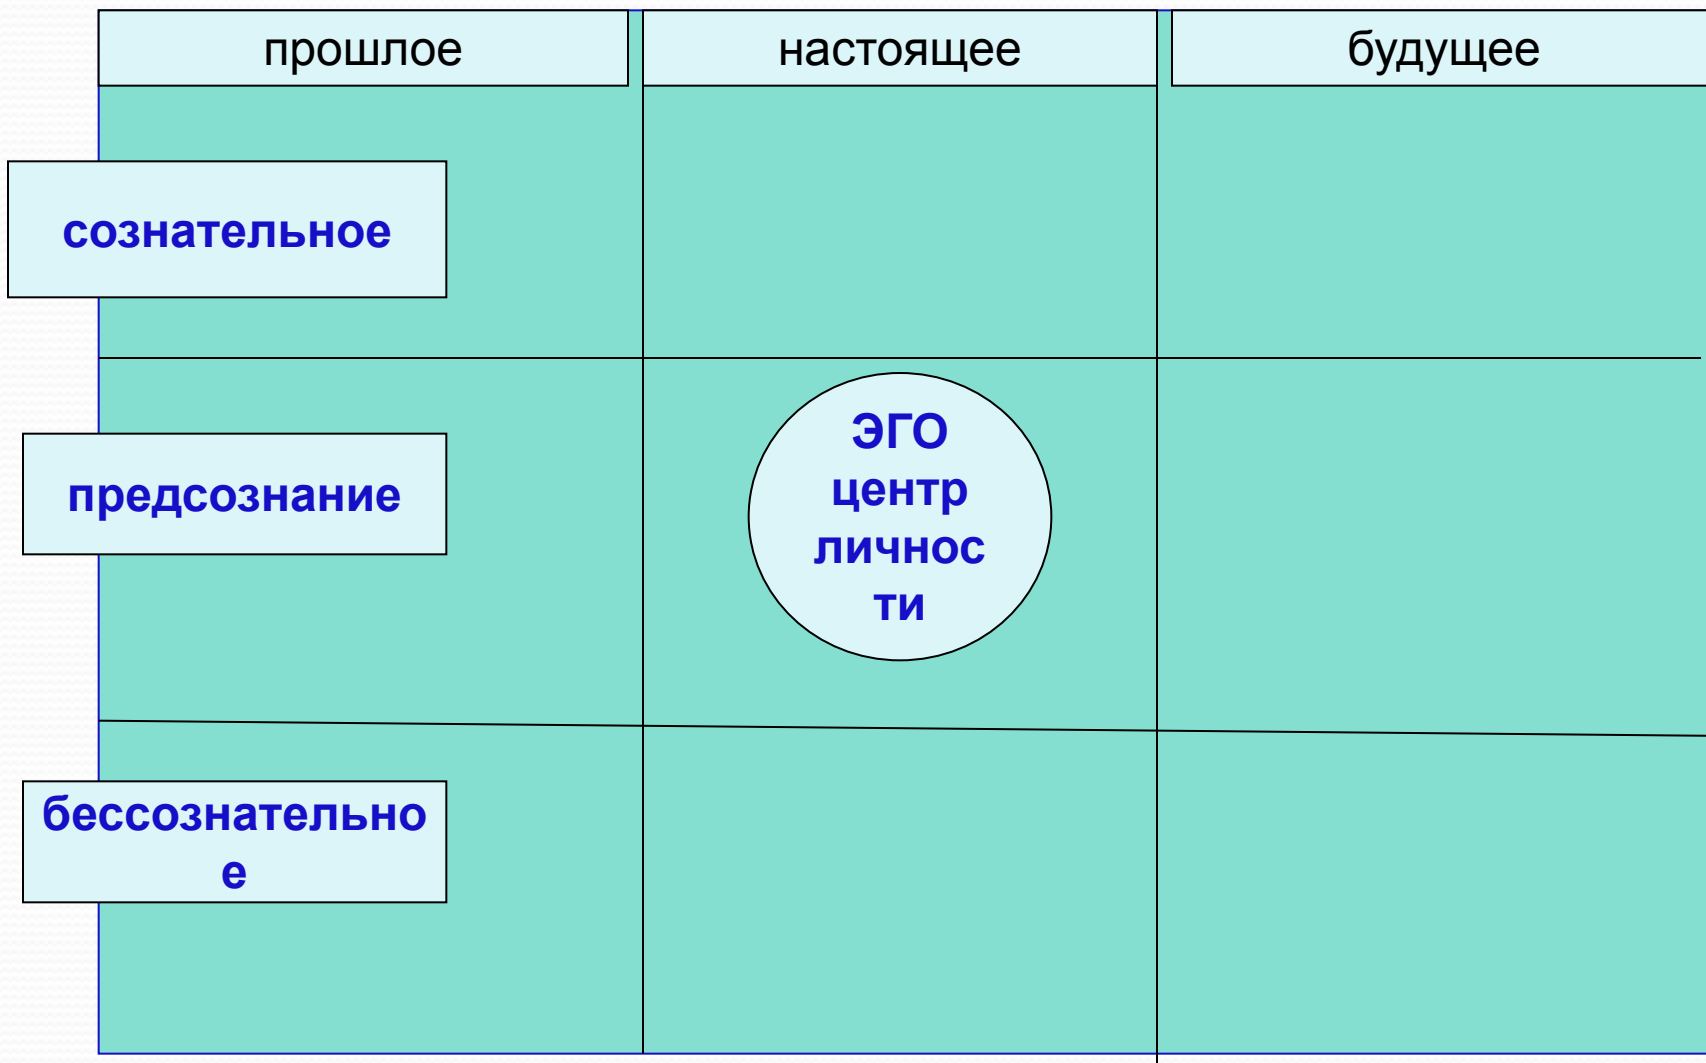 прошлое
настоящее
будущее
сознательное
предсознание
ЭГО
центр
личнос
ти
бессознательно
е